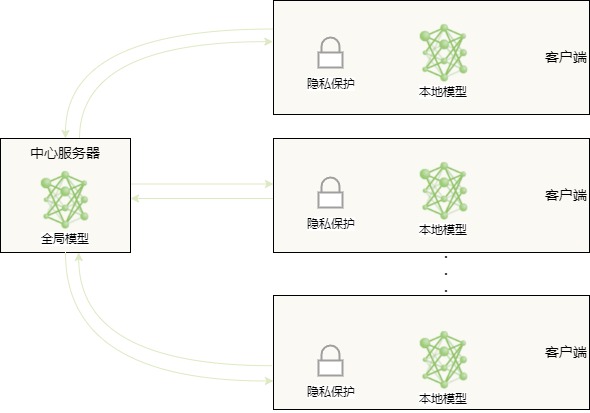 客户端
隐私保护
本地模型
中心服务器
全局模型
客户端
隐私保护
本地模型
客户端
隐私保护
本地模型